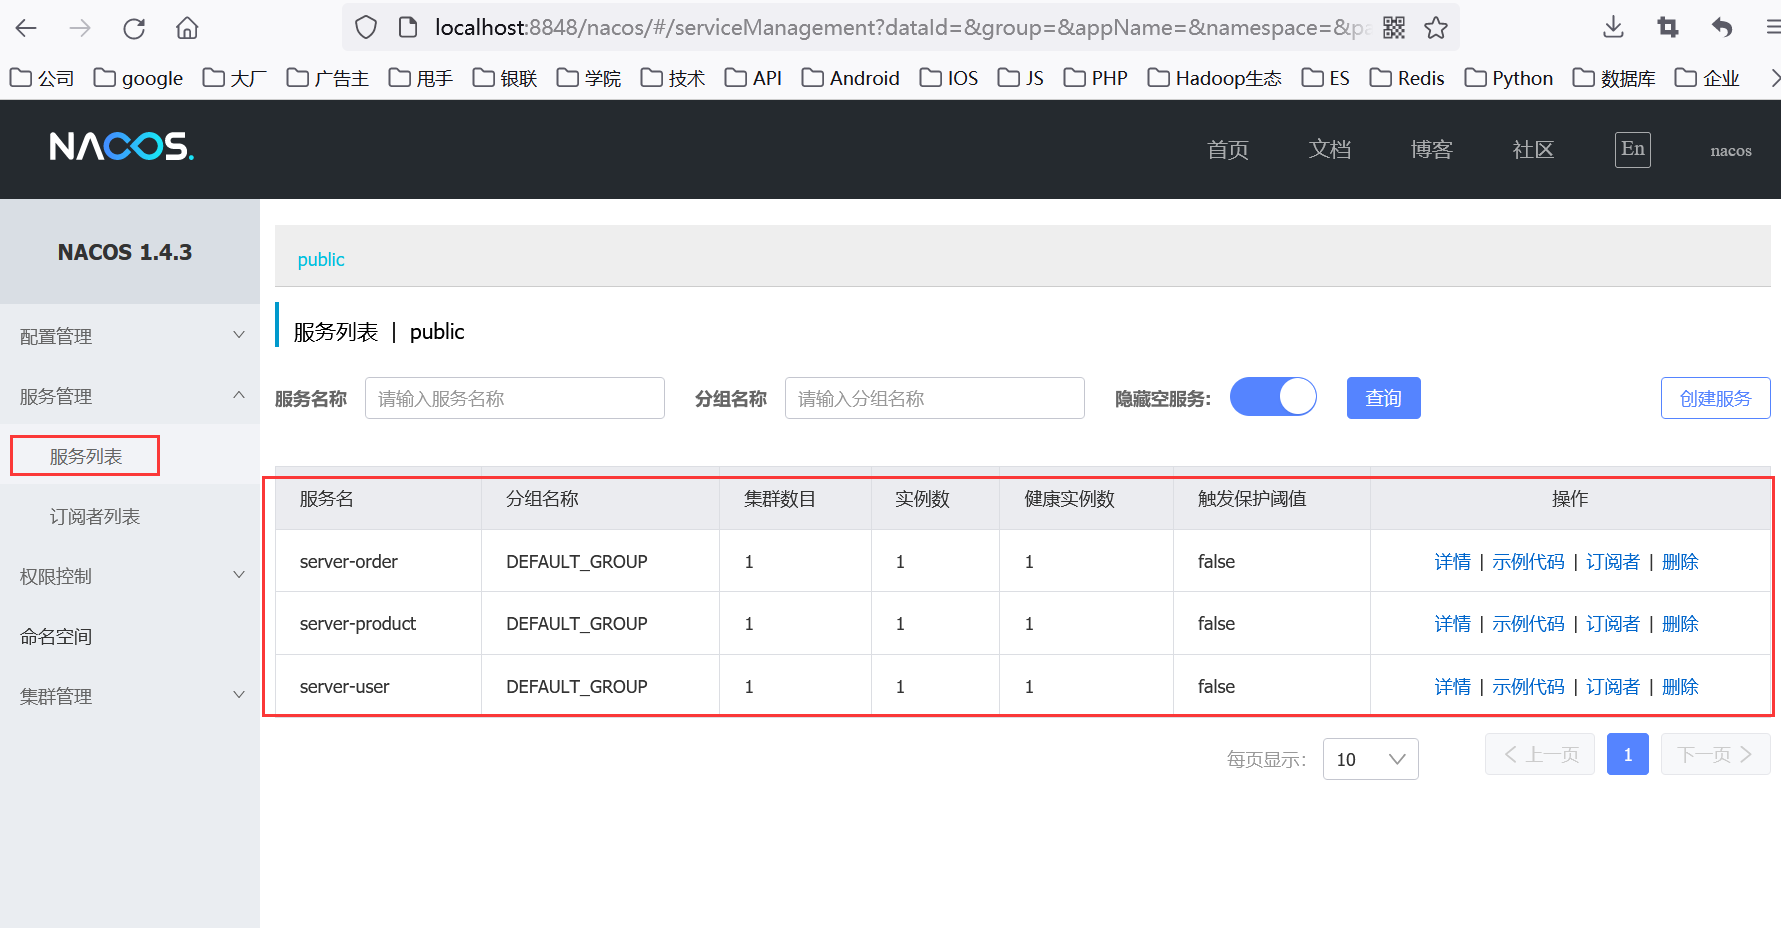 localhost:8848/nacos/#/serviceManagement?dataId=&group=&appName=&namespace=&pa
公司 google 大厂 广告主 甩手 银联 学院 技术 API Android IOS JS PHP Hadoop生态 ES Redis Python 数据库 企业
NACOS.
首页 文档 博客 社区 En nacos
NACOS 1.4.3
配置管理
服务管理
服务列表
订阅者列表
权限控制
命名空间
集群管理
public
服务列表 | public
服务名称 请输入服务名称 分组名称 请输入分组名称 隐藏空服务: 查询 创建服务
服务名 分组名称 集群数目 实例数 健康实例数 触发保护阈值 操作
server-order DEFAULT_GROUP 1 1 1 false 详情 | 示例代码 | 订阅者 | 删除
server-product DEFAULT_GROUP 1 1 1 false 详情 | 示例代码 | 订阅者 | 删除
server-user DEFAULT_GROUP 1 1 1 false 详情 | 示例代码 | 订阅者 | 删除
每页显示: 10 上一页 1 下一页